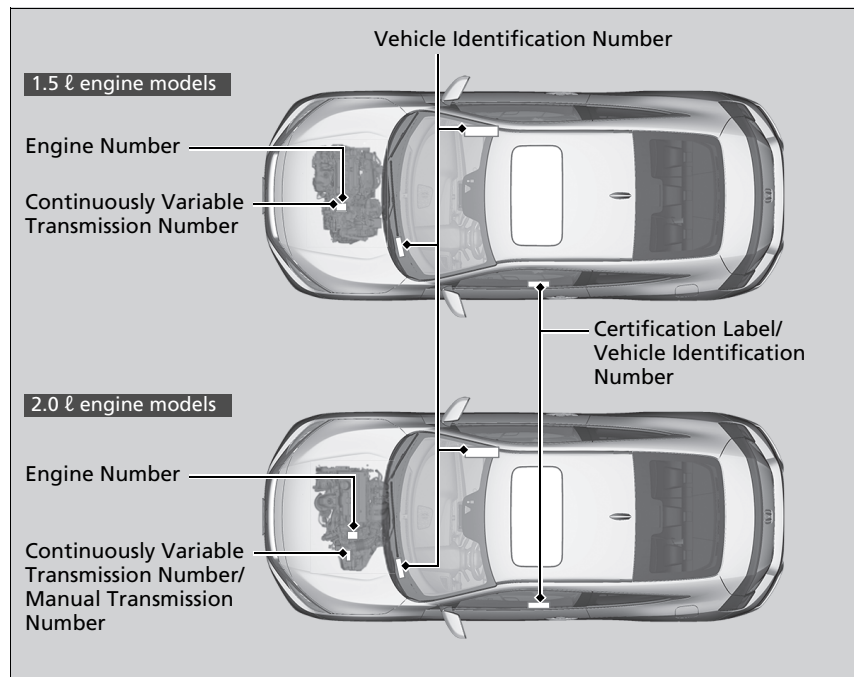 Vehicle Identification Number
1.5 ℓ engine models
Engine Number
Continuously Variable
Transmission Number
Certification Label/
Vehicle Identification
Number
2.0 ℓ engine models
Engine Number
Continuously Variable
Transmission Number/
Manual Transmission
Number